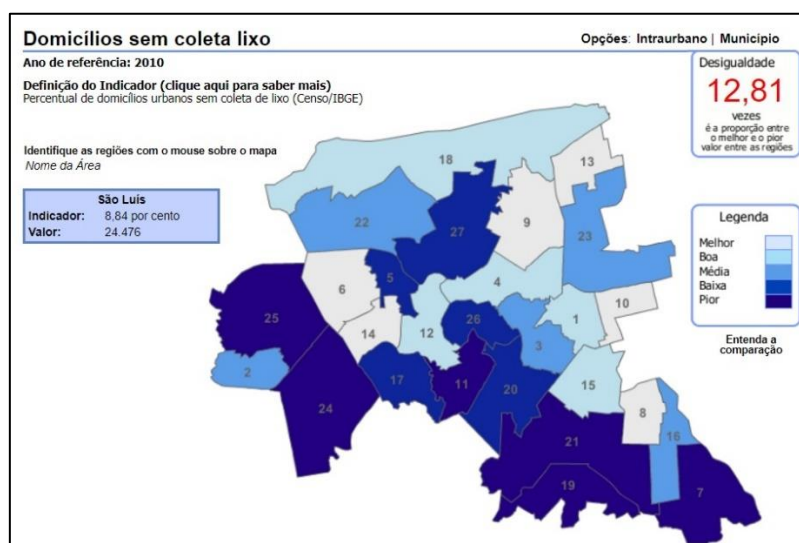 Domicílios sem coleta lixo
Opções: Intraurbano | Município
Ano de referência: 2010
Definição do Indicador (clique aqui para saber mais)
Percentual de domicílios urbanos sem coleta de lixo (Censo/IBGE)
Desigualdade
12,81
vezes
é a proporção entre
o melhor e o pior
valor entre as regiões
Identifique as regiões com o mouse sobre o mapa
Nome da Área
São Luís
Indicador: 8,84 por cento
Valor: 24.476
Legenda
Melhor
Boa
Média
Baixa
Pior
Entenda a
comparação
18
13
22
27
9
23
5
4
6
10
25
14
12
26
1
3
2
17
11
20
15
24
8
21
16
19
7